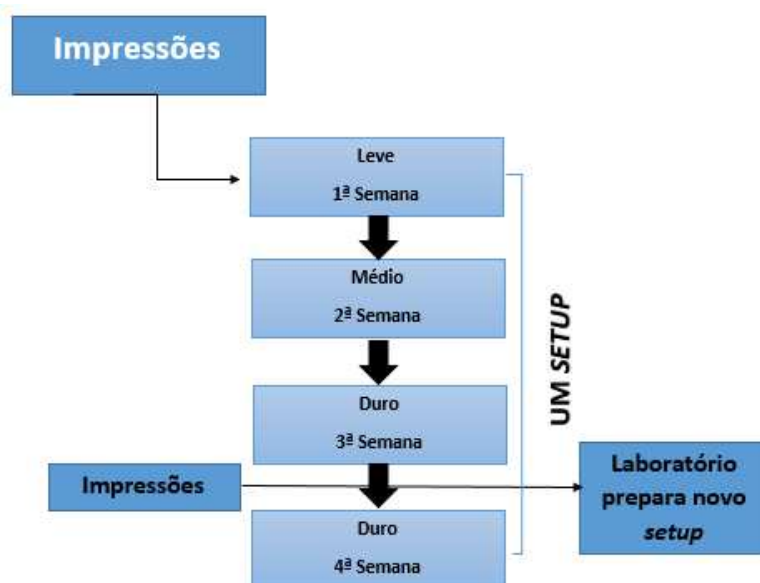 Impressões
Leve
1ª Semana
Médio
2ª Semana
Duro
3ª Semana
UM SETUP
Impressões
Laboratório
prepara novo
setup
Duro
4ª Semana